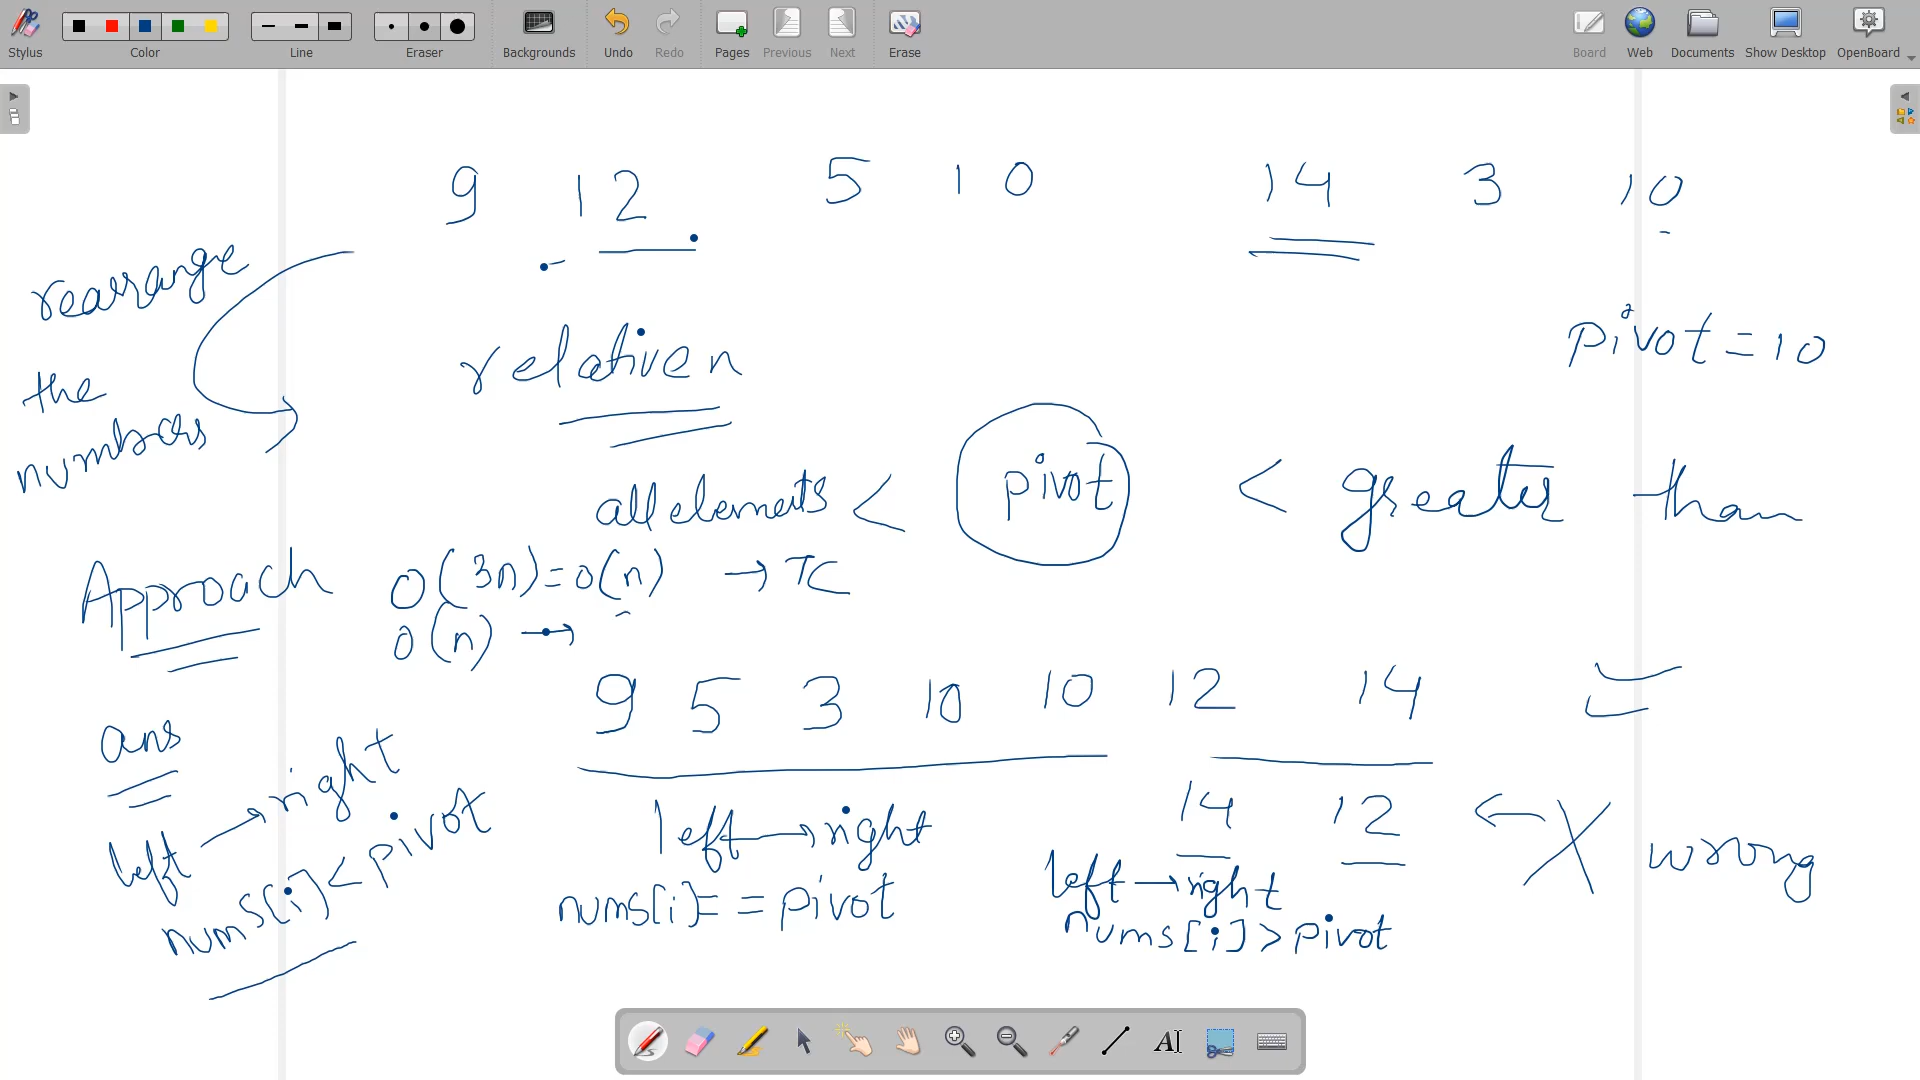 Stylus Color Line Eraser Backgrounds Undo Redo Pages Previous Next Erase Board Web Documents Show Desktop OpenBoard
9 12 5 10 14 3 10
rearrange
the
numbers
relativen
pivot = 10
all elements < pivot < greater than
Approach O(3n) = O(n) → TC
O(n) →
9 5 3 10 10 12 14
ans
left → right
nums[i] < pivot
left → right
nums[i] == pivot
14 12 ← X wrong
left → right
nums[i] > pivot